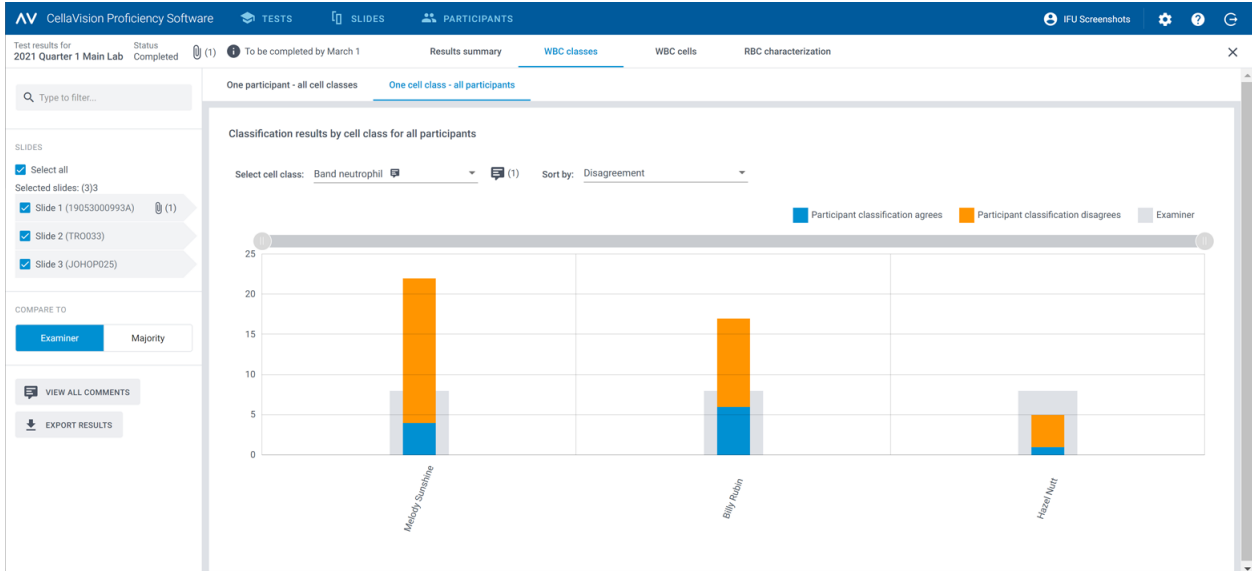 CellaVision Proficiency Software TESTS SLIDES PARTICIPANTS IFU Screenshots
Test results for Status
2021 Quarter 1 Main Lab Completed (1) To be completed by March 1 Results summary WBC classes WBC cells RBC characterization
Type to filter...
One participant - all cell classes One cell class - all participants
Classification results by cell class for all participants
SLIDES
Select all
Selected slides: (3)3
Slide 1 (19053000993A) (1)
Slide 2 (TRO033)
Slide 3 (JOHOP025)
COMPARE TO
Examiner Majority
VIEW ALL COMMENTS
EXPORT RESULTS
Select cell class: Band neutrophil (1) Sort by: Disagreement
Participant classification agrees Participant classification disagrees Examiner
25
20
15
10
5
0
Melody Sunshine Billy Rubin Hazel Nutt